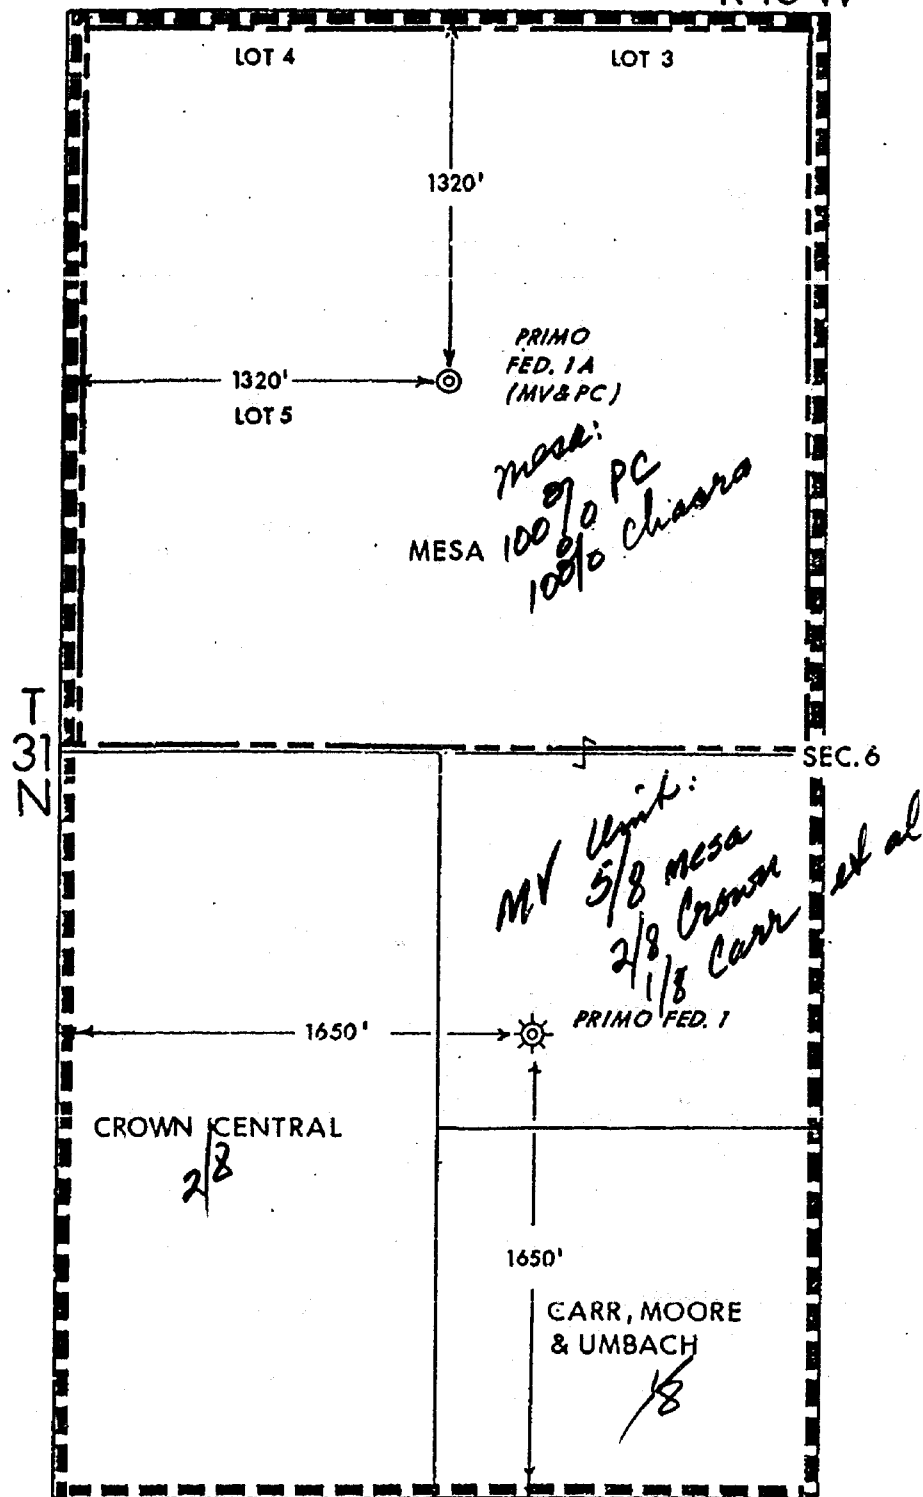 LOT 4
LOT 3
1320'
PRIMO
FED. 1A
(MV&PC)
1320'
LOT 5
Mesa:
100% PC
100% Chacra
MESA
T
31
N
SEC. 6
MV Unit:
5/8 Mesa
2/8 Crown
1/8 Carr et al
PRIMO FED. 1
1650'
CROWN CENTRAL
2/8
1650'
CARR, MOORE
& UMBACH
1/8